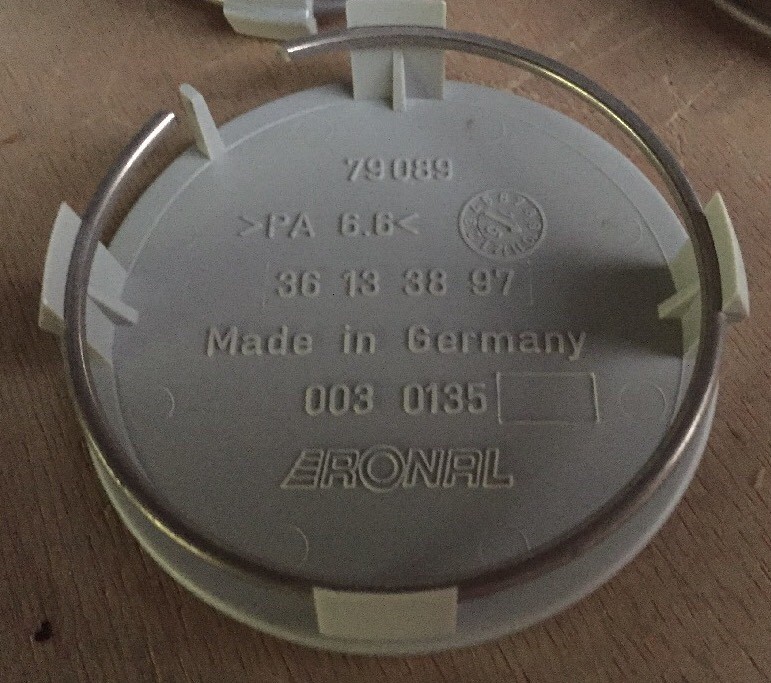 79089
>PA 6.6<
36 13 38 97
Made in Germany
003 0135
RONAL